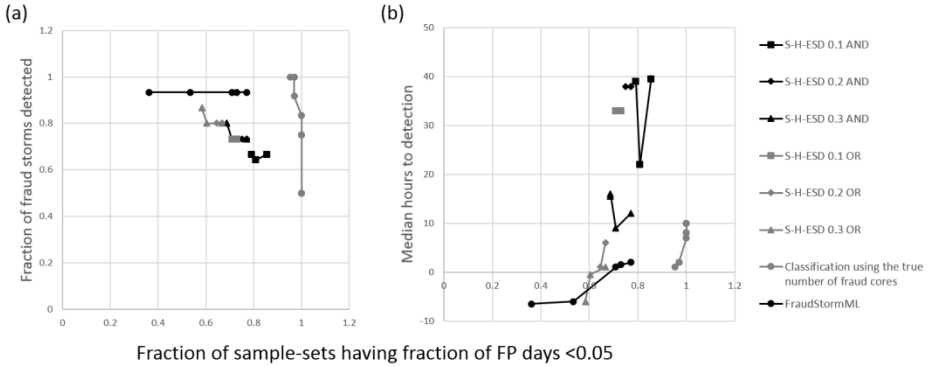 (a)
1.2
1
0.8
0.6
0.4
0.2
0
0 0.2 0.4 0.6 0.8 1 1.2
Fraction of fraud storms detected
(b)
50
40
30
20
10
0
-10
0 0.2 0.4 0.6 0.8 1 1.2
Median hours to detection
S-H-ESD 0.1 AND
S-H-ESD 0.2 AND
S-H-ESD 0.3 AND
S-H-ESD 0.1 OR
S-H-ESD 0.2 OR
S-H-ESD 0.3 OR
Classification using the true
number of fraud cores
FraudStormML
Fraction of sample-sets having fraction of FP days <0.05